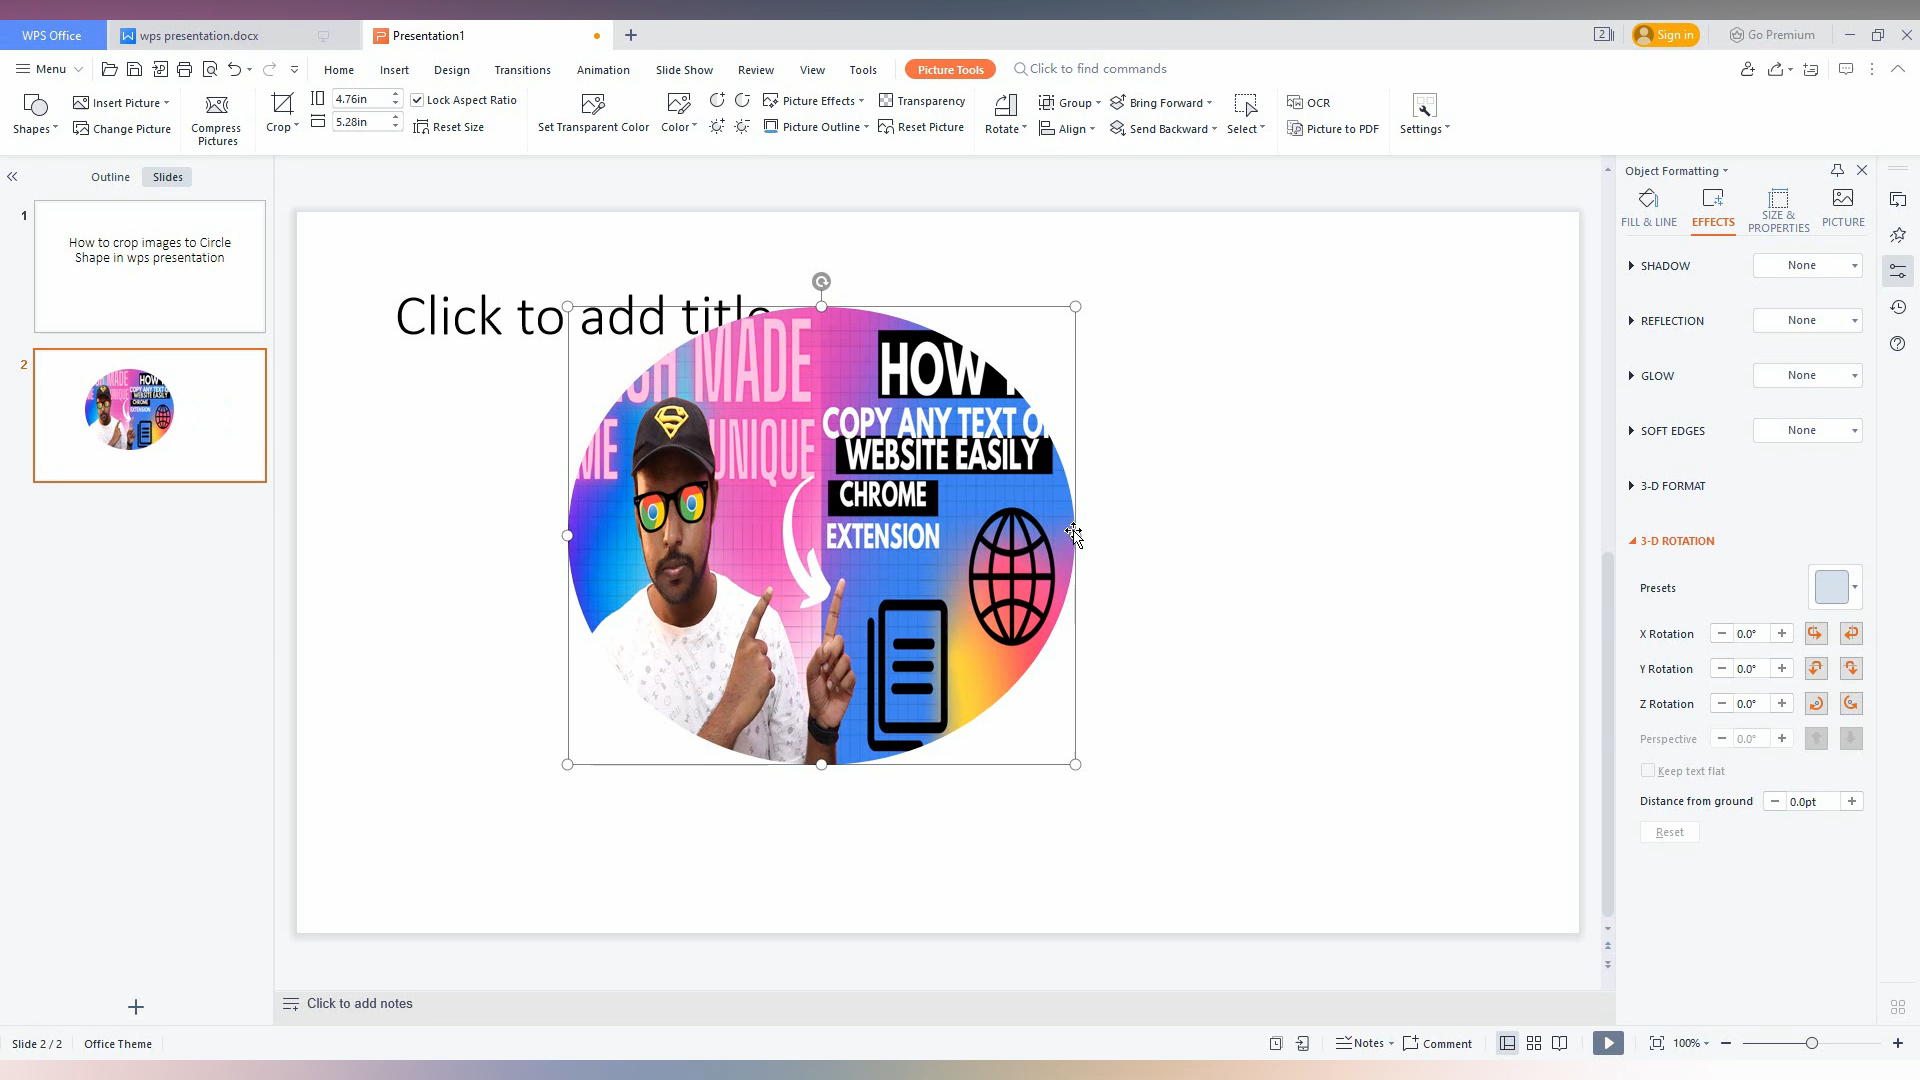 WPS Office
wps presentation.docx
Presentation1
2
Sign in
Go Premium
Menu
Home
Insert
Design
Transitions
Animation
Slide Show
Review
View
Tools
Picture Tools
Click to find commands
Shapes
Insert Picture
Change Picture
Compress
Pictures
Crop
4.76in
5.28in
Lock Aspect Ratio
Reset Size
Set Transparent Color
Color
Picture Effects
Picture Outline
Transparency
Reset Picture
Rotate
Group
Align
Bring Forward
Send Backward
Select
OCR
Picture to PDF
Settings
Outline
Slides
1
How to crop images to Circle
Shape in wps presentation
2
Click to add title
MADE
UNIQUE
HOW
COPY ANY TEXT
WEBSITE EASILY
CHROME
EXTENSION
Object Formatting
FILL & LINE
EFFECTS
SIZE &
PROPERTIES
PICTURE
SHADOW
None
REFLECTION
None
GLOW
None
SOFT EDGES
None
3-D FORMAT
3-D ROTATION
Presets
X Rotation
0.0°
Y Rotation
0.0°
Z Rotation
0.0°
Perspective
0.0°
Keep text flat
Distance from ground
0.0pt
Reset
Click to add notes
Slide 2 / 2
Office Theme
Notes
Comment
100%